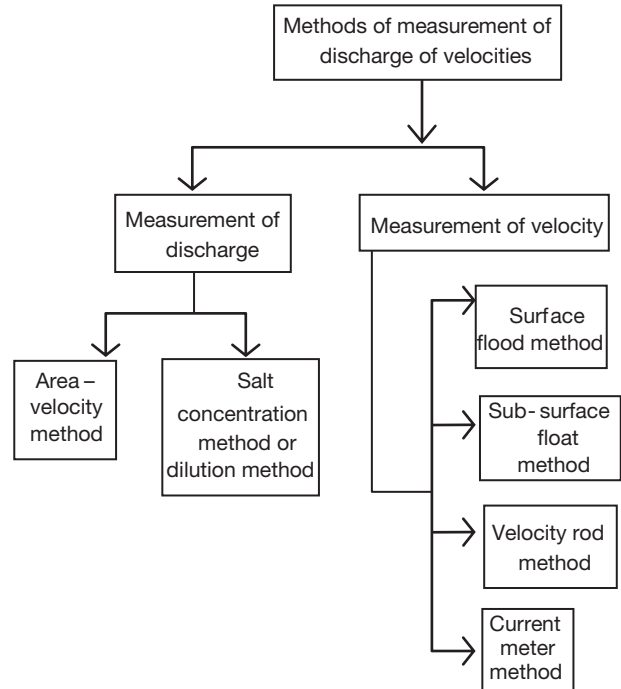 Methods of measurement of
discharge of velocities
Measurement of
discharge
Measurement of velocity
Area –
velocity
method
Salt
concentration
method or
dilution method
Surface
flood method
Sub-surface
float
method
Velocity rod
method
Current
meter
method